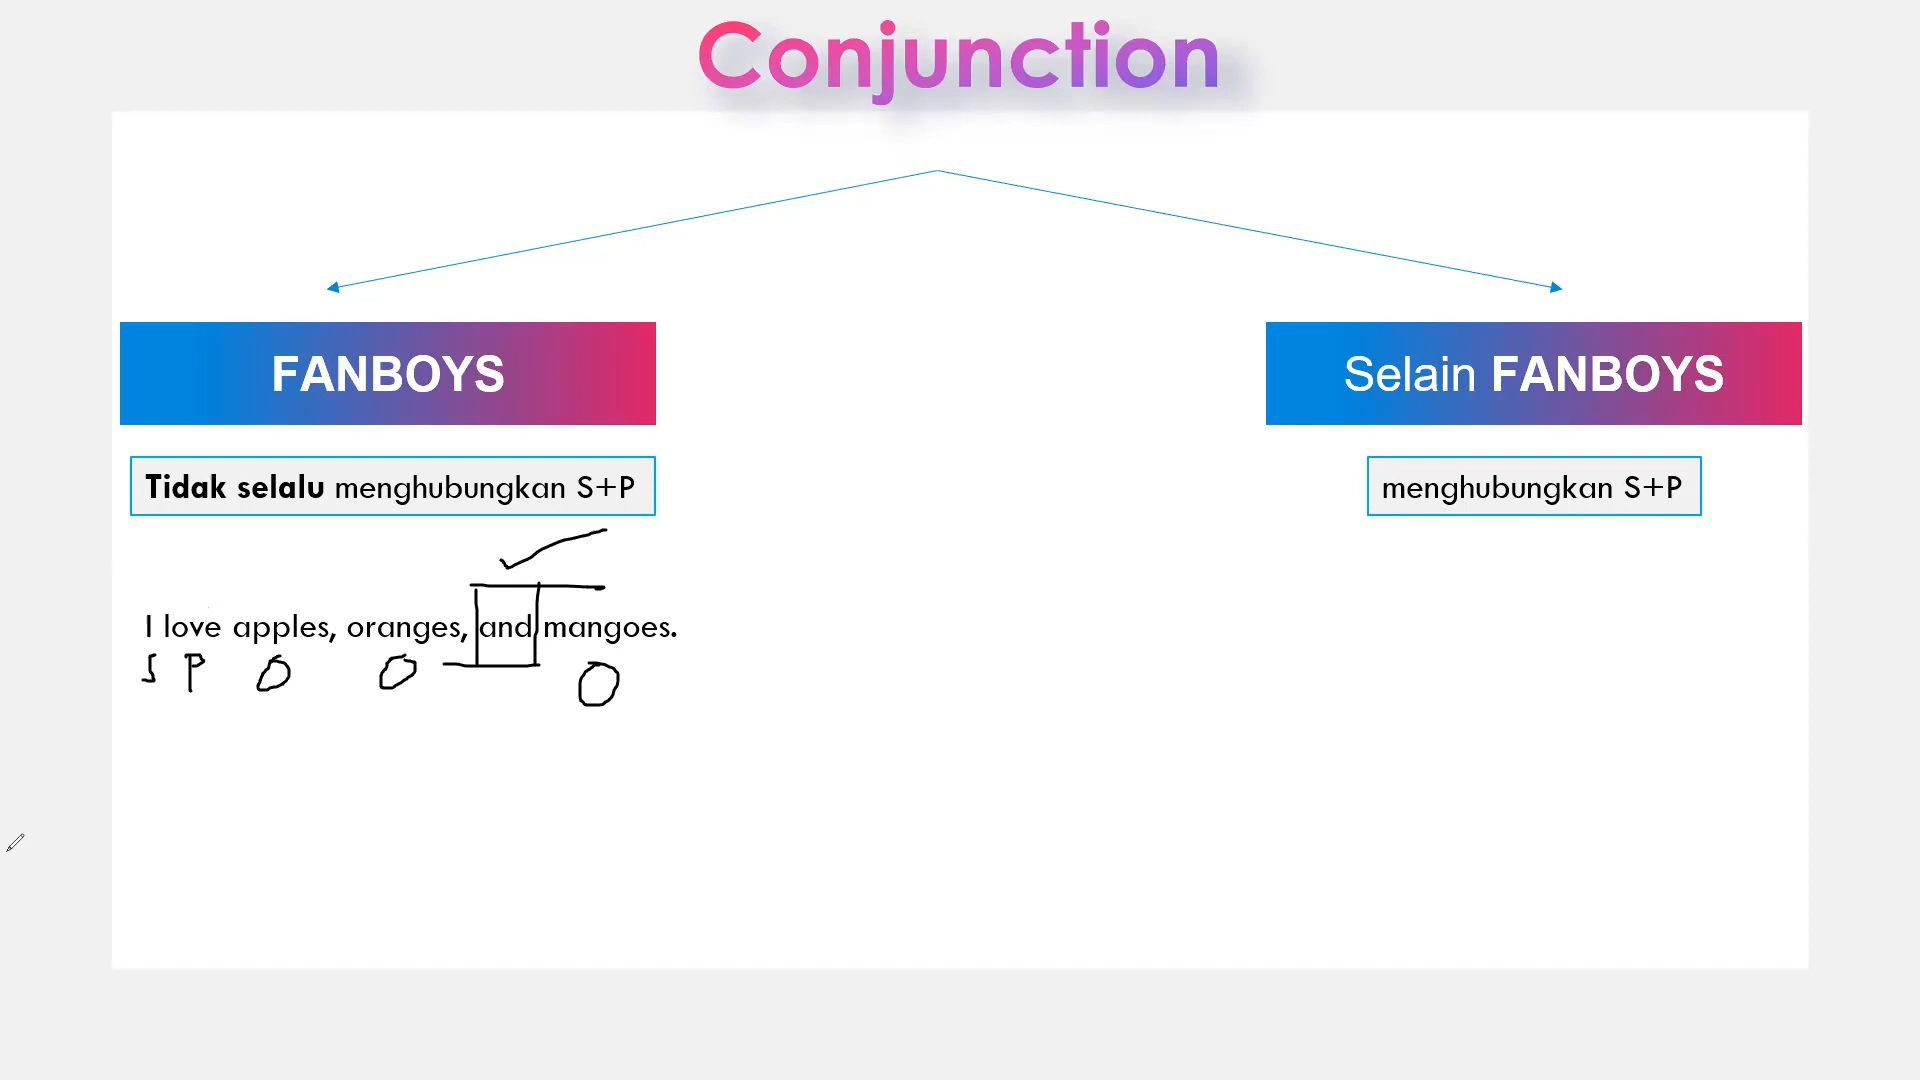 Conjunction
FANBOYS
Selain FANBOYS
Tidak selalu menghubungkan S+P
menghubungkan S+P
I love apples, oranges, and mangoes.
S P O O O